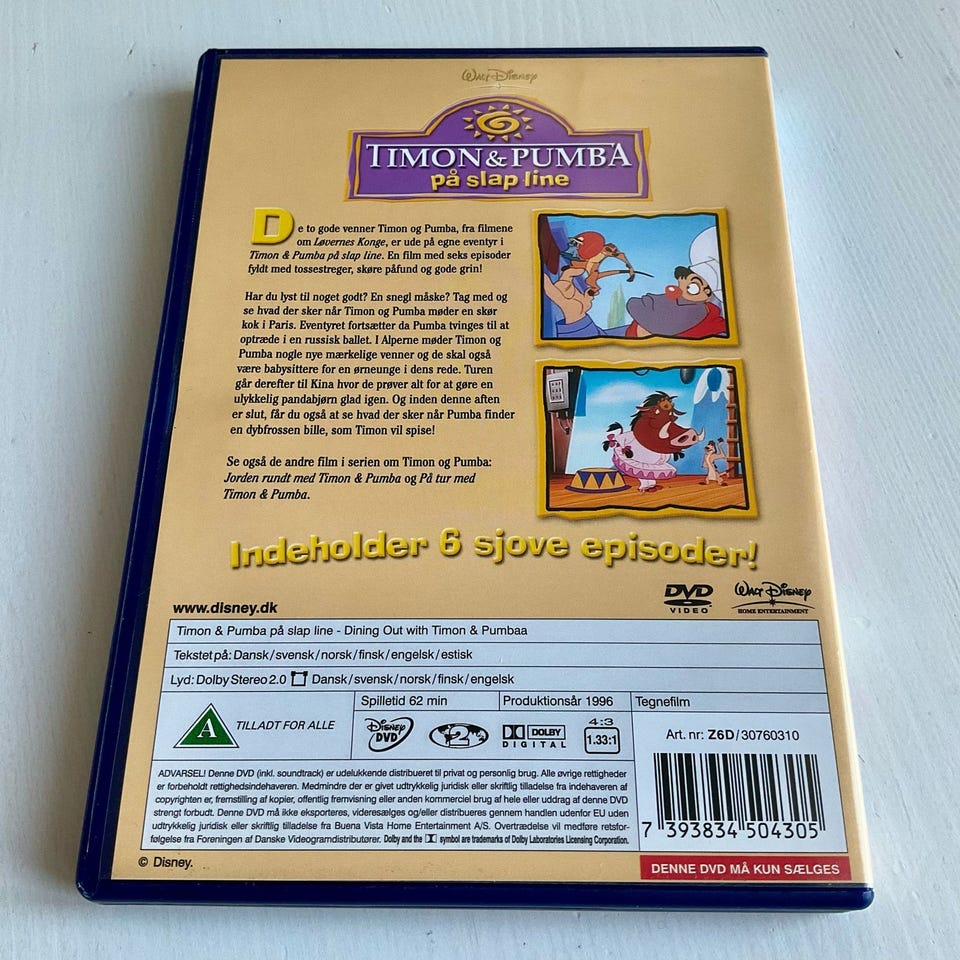 Walt Disney
TIMON & PUMBA
på slap line
De to gode venner Timon og Pumba, fra filmene
om Løvernes Konge, er ude på egne eventyr i
Timon & Pumba på slap line. En film med seks episoder
fyldt med tossestreger, skøre påfund og gode grin!
Har du lyst til noget godt? En snegl måske? Tag med og
se hvad der sker når Timon og Pumba møder en skør
kok i Paris. Eventyret fortsætter da Pumba tvinges til at
optræde i en russisk ballet. I Alperne møder Timon og
Pumba nogle nye mærkelige venner og de skal også
være babysittere for en ørneunge i dens rede. Turen
går derefter til Kina hvor de prøver alt for at gøre en
ulykkelig pandabjørn glad igen. Og inden denne aften
er slut, får du også at se hvad der sker når Pumba finder
en dybfrossen bille, som Timon vil spise!
Se også de andre film i serien om Timon og Pumba:
Jorden rundt med Timon & Pumba og På tur med
Timon & Pumba.
Indeholder 6 sjove episoder!
www.disney.dk
DVD
VIDEO
Walt Disney
HOME ENTERTAINMENT
Timon & Pumba på slap line - Dining Out with Timon & Pumbaa
Tekstet på: Dansk/svensk/norsk/finsk/engelsk/estisk
Lyd: Dolby Stereo 2.0 Dansk/svensk/norsk/finsk/engelsk
Spilletid 62 min
Produktionsår 1996
Tegnefilm
A
TILLADT FOR ALLE
Disney
DVD
2
DOLBY
DIGITAL
4:3
1.33:1
Art. nr: Z6D/30760310
ADVARSEL! Denne DVD (inkl. soundtrack) er udelukkende distribueret til privat og personlig brug. Alle øvrige rettigheder
er forbeholdt rettighedsindehaveren. Medmindre der er givet udtrykkelig juridisk eller skriftlig tilladelse fra indehaveren af
copyrighten er, fremstilling af kopier, offentlig fremvisning eller anden kommerciel brug af hele eller uddrag af denne DVD
strengt forbudt. Denne DVD må ikke eksporteres, videresælges og/eller distribueres gennem handlen udenfor EU uden
udtrykkelig juridisk eller skriftlig tilladelse fra Buena Vista Home Entertainment A/S. Overtrædelse vil medføre retsfor-
følgelse fra Foreningen af Danske Videogramdistributører. Dolby and the symbol are trademarks of Dolby Laboratories Licensing Corporation.
7 393834 504305
© Disney.
DENNE DVD MÅ KUN SÆLGES